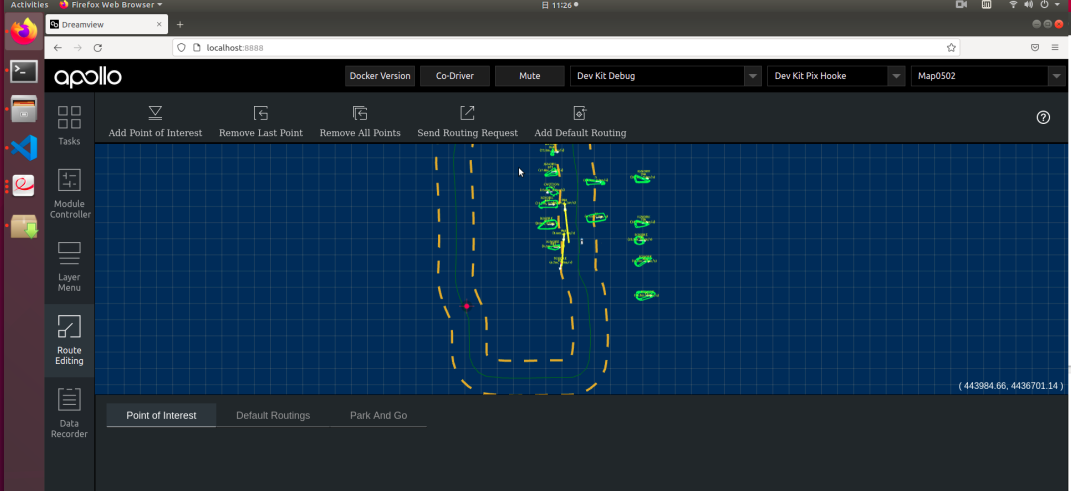 Activities Firefox Web Browser 日 11:26
Dreamview
localhost:8888
apollo Docker Version Co-Driver Mute Dev Kit Debug Dev Kit Pix Hooke Map0502
Tasks
Module Controller
Layer Menu
Route Editing
Data Recorder
Add Point of Interest Remove Last Point Remove All Points Send Routing Request Add Default Routing
( 443984.66, 4436701.14 )
Point of Interest Default Routings Park And Go